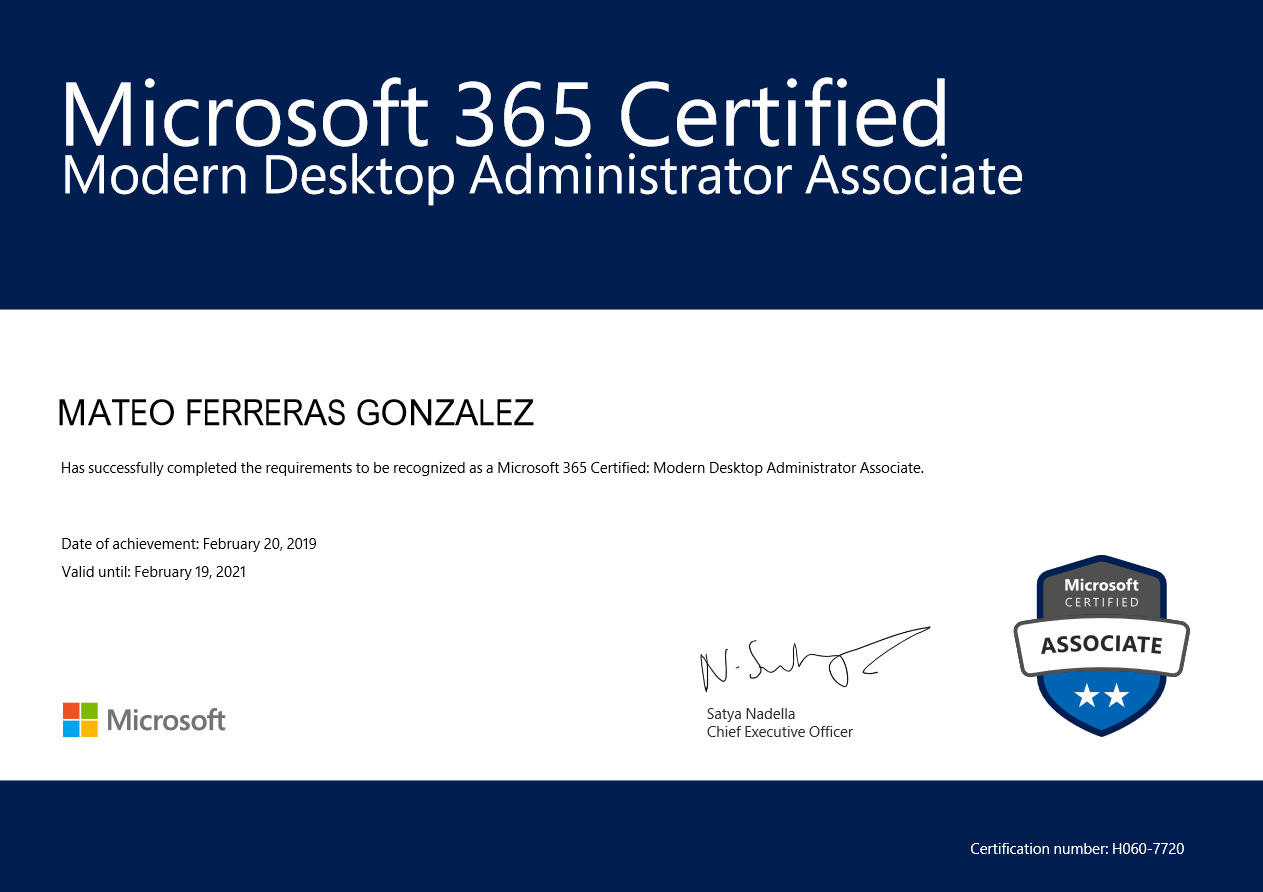 Microsoft 365 Certified
Modern Desktop Administrator Associate
MATEO FERRERAS GONZALEZ
Has successfully completed the requirements to be recognized as a Microsoft 365 Certified: Modern Desktop Administrator Associate.
Date of achievement: February 20, 2019
Valid until: February 19, 2021
Microsoft
CERTIFIED
ASSOCIATE
Satya Nadella
Chief Executive Officer
Microsoft
Certification number: H060-7720